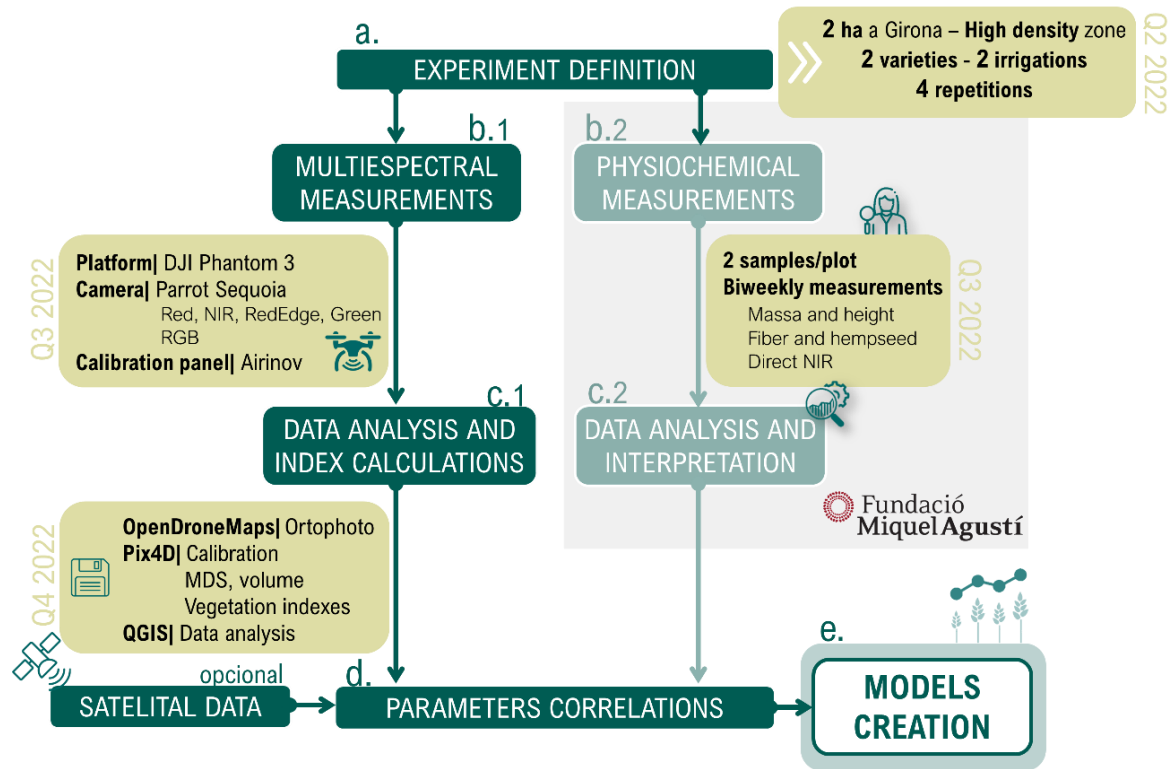 a.
EXPERIMENT DEFINITION
2 ha a Girona – High density zone
2 varieties - 2 irrigations
4 repetitions
Q2 2022
b.1
MULTIESPECTRAL
MEASUREMENTS
b.2
PHYSIOCHEMICAL
MEASUREMENTS
Q3 2022
Platform| DJI Phantom 3
Camera| Parrot Sequoia
Red, NIR, RedEdge, Green
RGB
Calibration panel| Airinov
2 samples/plot
Biweekly measurements
Massa and height
Fiber and hempseed
Direct NIR
Q3 2022
c.1
DATA ANALYSIS AND
INDEX CALCULATIONS
c.2
DATA ANALYSIS AND
INTERPRETATION
Fundació
Miquel Agustí
Q4 2022
OpenDroneMaps| Ortophoto
Pix4D| Calibration
MDS, volume
Vegetation indexes
QGIS| Data analysis
opcional
SATELITAL DATA
d.
PARAMETERS CORRELATIONS
e.
MODELS
CREATION